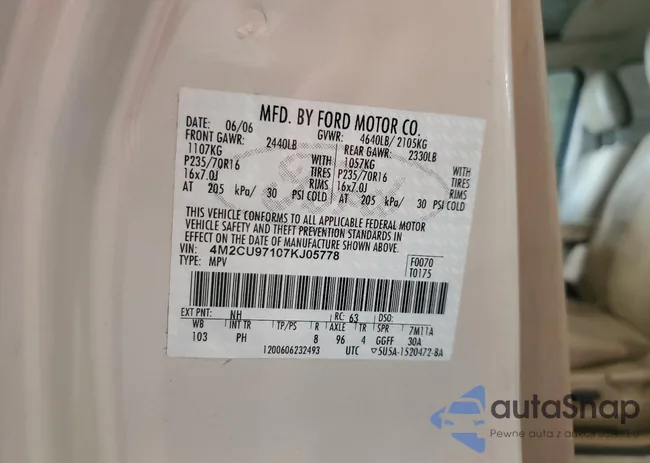 MFD. BY FORD MOTOR CO.
DATE: 06/06 GVWR: 4640LB/ 2105KG
FRONT GAWR: 2440LB REAR GAWR: 2330LB
1107KG WITH 1057KG WITH
P235/70R16 TIRES P235/70R16 TIRES
16x7.0J RIMS 16x7.0J RIMS
AT 205 kPa/ 30 PSI COLD AT 205 kPa/ 30 PSI COLD
THIS VEHICLE CONFORMS TO ALL APPLICABLE FEDERAL MOTOR
VEHICLE SAFETY AND THEFT PREVENTION STANDARDS IN
EFFECT ON THE DATE OF MANUFACTURE SHOWN ABOVE.
VIN: 4M2CU97107KJ05778 F0070
TYPE: MPV T0175
EXT PNT: NH RC: 63 DSO:
WB INT TR TP/PS R AXLE TR SPR 7M11A
103 PH 8 96 4 GGFF 30A
1200606232493 UTC ▽5U5A-1520472-BA
autaSnap
Pewne auta z